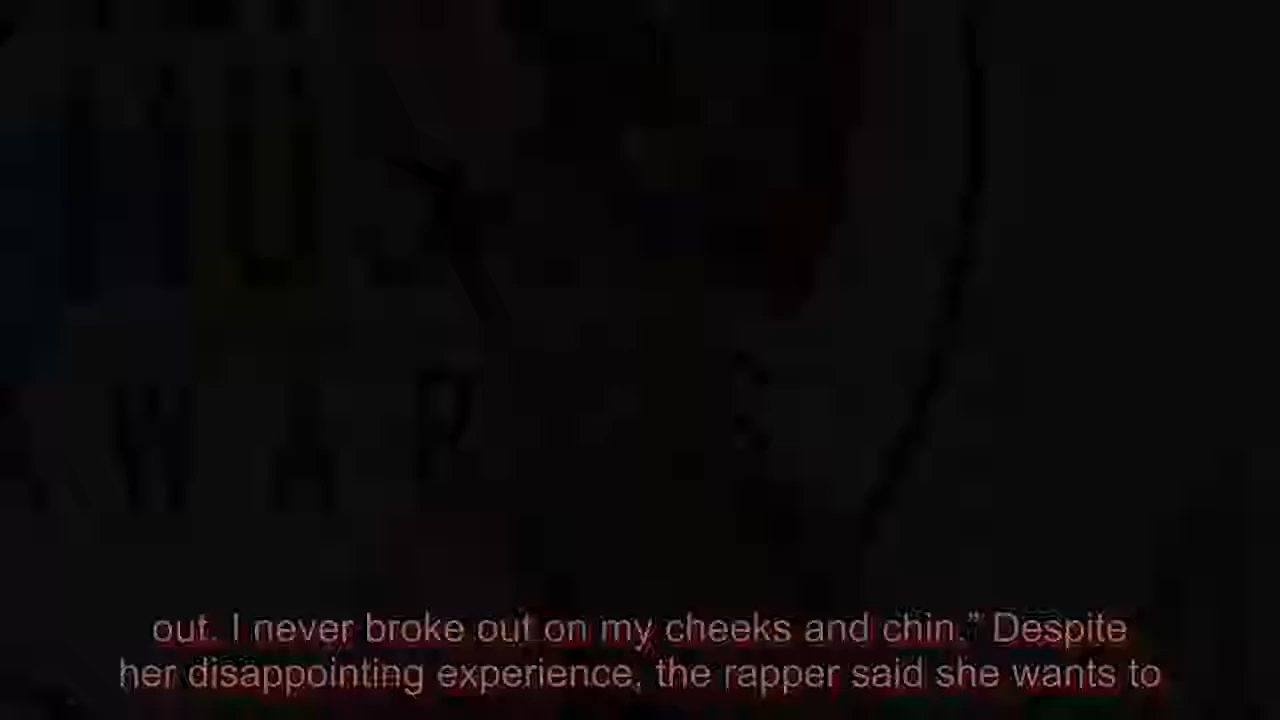 A W A R S
out. I never broke out on my cheeks and chin.” Despite
her disappointing experience, the rapper said she wants to